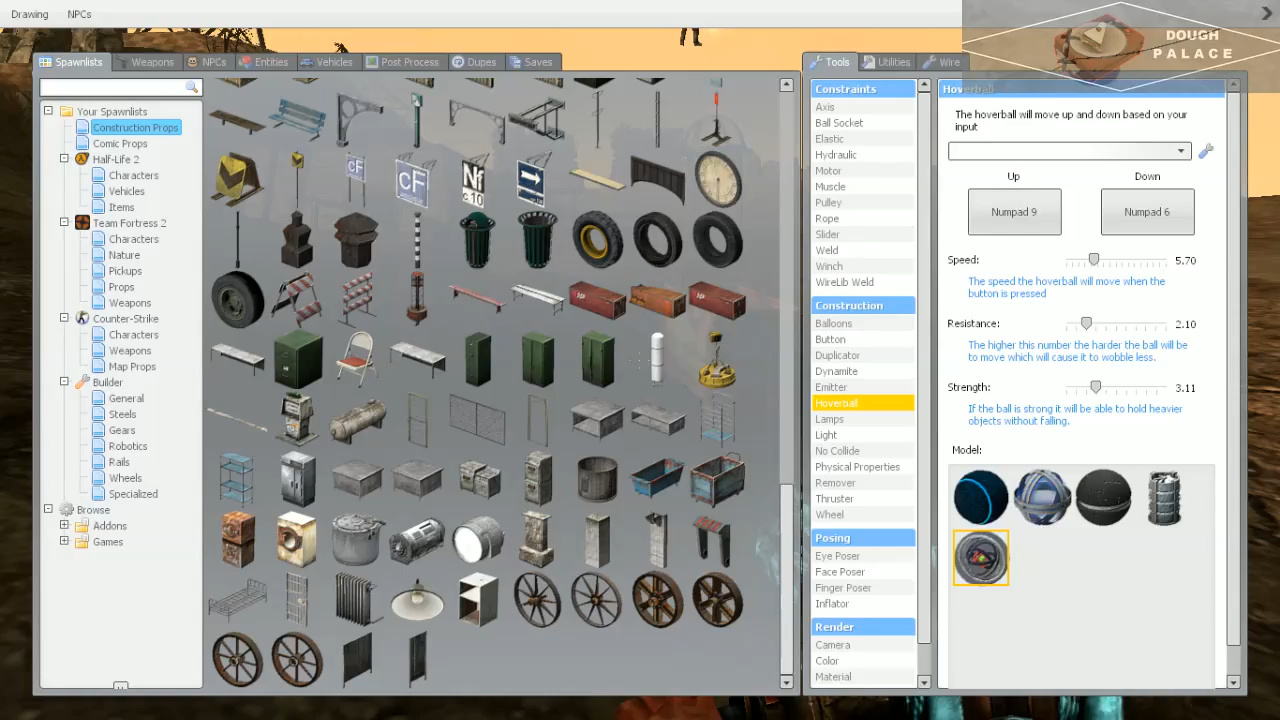 Drawing NPCs
DOUGH
PALACE
Spawnlists Weapons NPCs Entities Vehicles Post Process Dupes Saves
Tools Utilities Wire
Your Spawnlists
Construction Props
Comic Props
Half-Life 2
Characters
Vehicles
Items
Team Fortress 2
Characters
Nature
Pickups
Props
Weapons
Counter-Strike
Characters
Weapons
Map Props
Builder
General
Steels
Gears
Robotics
Rails
Wheels
Specialized
Browse
Addons
Games
CF
CF
Nf
c 10
Constraints
Axis
Ball Socket
Elastic
Hydraulic
Motor
Muscle
Pulley
Rope
Slider
Weld
Winch
WireLib Weld
Construction
Balloons
Button
Duplicator
Dynamite
Emitter
Hoverball
Lamps
Light
No Collide
Physical Properties
Remover
Thruster
Wheel
Posing
Eye Poser
Face Poser
Finger Poser
Inflator
Render
Camera
Color
Material
Hoverball
The hoverball will move up and down based on your
input
Up Down
Numpad 9 Numpad 6
Speed: 5.70
The speed the hoverball will move when the
button is pressed
Resistance: 2.10
The higher this number the harder the ball will be
to move which will cause it to wobble less.
Strength: 3.11
If the ball is strong it will be able to hold heavier
objects without falling.
Model: